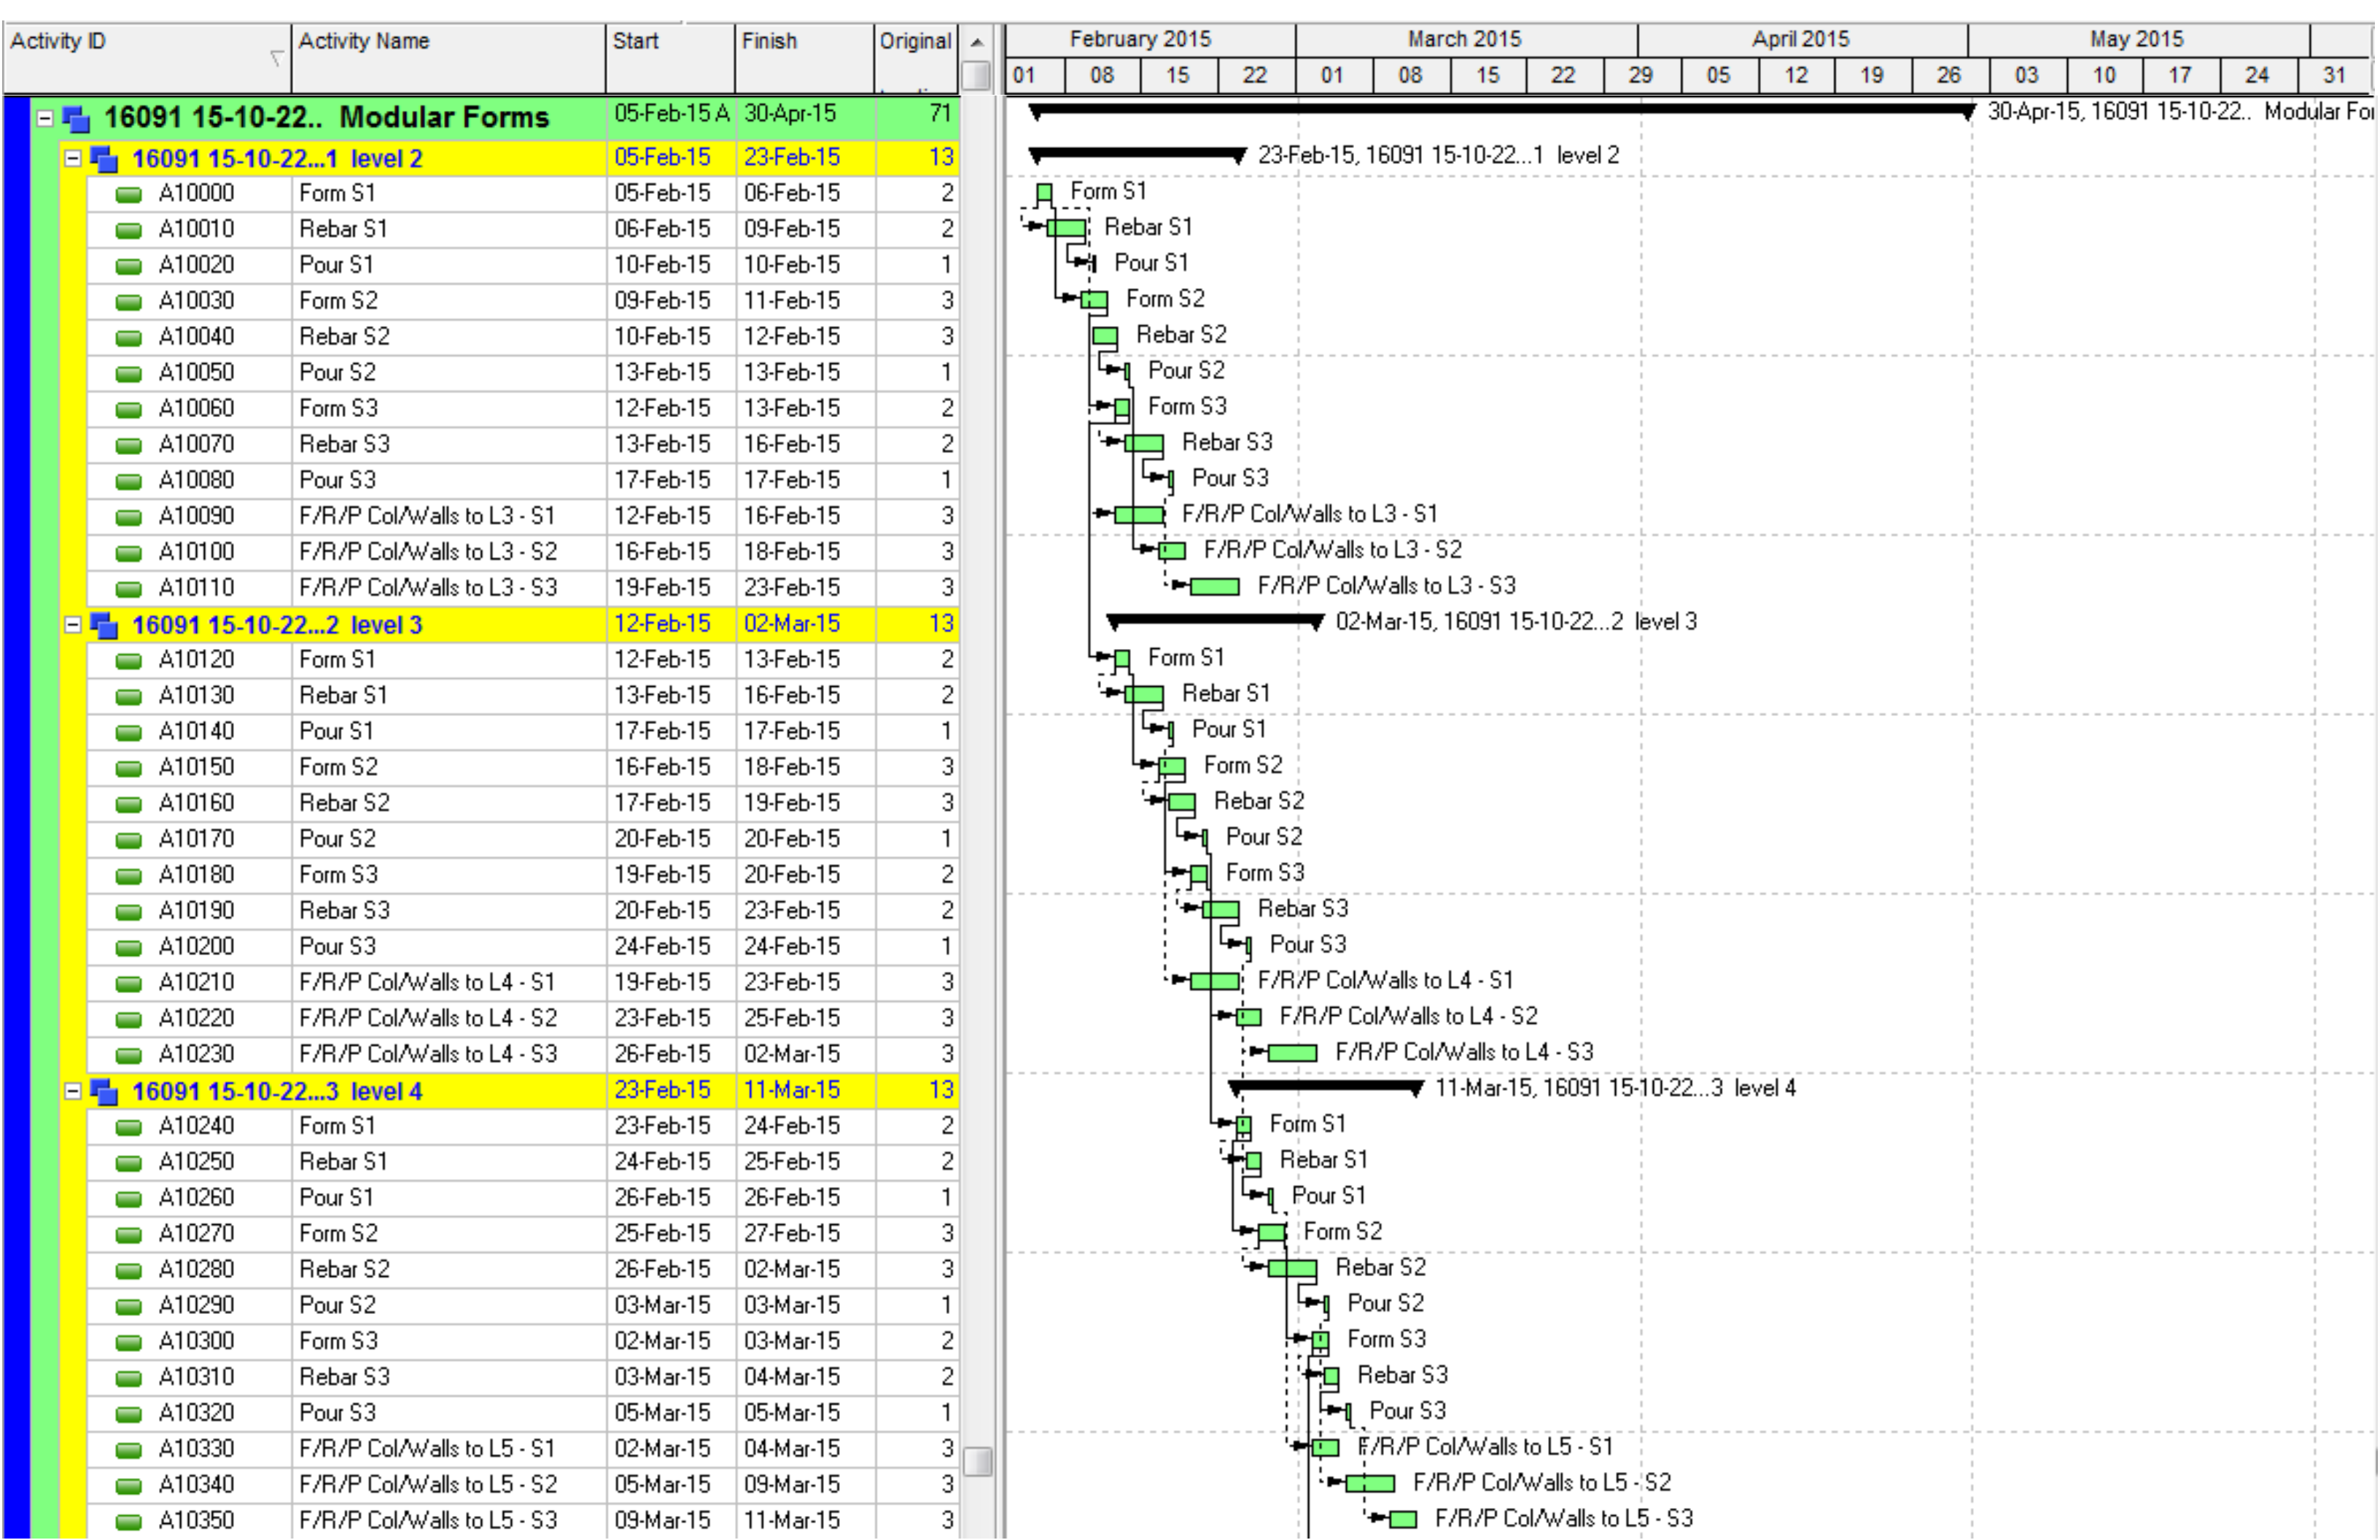 Activity ID Activity Name Start Finish Original February 2015 March 2015 April 2015 May 2015
01 08 15 22 01 08 15 22 29 05 12 19 26 03 10 17 24 31
16091 15-10-22.. Modular Forms 05-Feb-15 A 30-Apr-15 71 30-Apr-15, 16091 15-10-22.. Modular For
16091 15-10-22...1 level 2 05-Feb-15 23-Feb-15 13 23-Feb-15, 16091 15-10-22...1 level 2
A10000 Form S1 05-Feb-15 06-Feb-15 2 Form S1
A10010 Rebar S1 06-Feb-15 09-Feb-15 2 Rebar S1
A10020 Pour S1 10-Feb-15 10-Feb-15 1 Pour S1
A10030 Form S2 09-Feb-15 11-Feb-15 3 Form S2
A10040 Rebar S2 10-Feb-15 12-Feb-15 3 Rebar S2
A10050 Pour S2 13-Feb-15 13-Feb-15 1 Pour S2
A10060 Form S3 12-Feb-15 13-Feb-15 2 Form S3
A10070 Rebar S3 13-Feb-15 16-Feb-15 2 Rebar S3
A10080 Pour S3 17-Feb-15 17-Feb-15 1 Pour S3
A10090 F/R/P Col/Walls to L3 - S1 12-Feb-15 16-Feb-15 3 F/R/P Col/Walls to L3 - S1
A10100 F/R/P Col/Walls to L3 - S2 16-Feb-15 18-Feb-15 3 F/R/P Col/Walls to L3 - S2
A10110 F/R/P Col/Walls to L3 - S3 19-Feb-15 23-Feb-15 3 F/R/P Col/Walls to L3 - S3
16091 15-10-22...2 level 3 12-Feb-15 02-Mar-15 13 02-Mar-15, 16091 15-10-22...2 level 3
A10120 Form S1 12-Feb-15 13-Feb-15 2 Form S1
A10130 Rebar S1 13-Feb-15 16-Feb-15 2 Rebar S1
A10140 Pour S1 17-Feb-15 17-Feb-15 1 Pour S1
A10150 Form S2 16-Feb-15 18-Feb-15 3 Form S2
A10160 Rebar S2 17-Feb-15 19-Feb-15 3 Rebar S2
A10170 Pour S2 20-Feb-15 20-Feb-15 1 Pour S2
A10180 Form S3 19-Feb-15 20-Feb-15 2 Form S3
A10190 Rebar S3 20-Feb-15 23-Feb-15 2 Rebar S3
A10200 Pour S3 24-Feb-15 24-Feb-15 1 Pour S3
A10210 F/R/P Col/Walls to L4 - S1 19-Feb-15 23-Feb-15 3 F/R/P Col/Walls to L4 - S1
A10220 F/R/P Col/Walls to L4 - S2 23-Feb-15 25-Feb-15 3 F/R/P Col/Walls to L4 - S2
A10230 F/R/P Col/Walls to L4 - S3 26-Feb-15 02-Mar-15 3 F/R/P Col/Walls to L4 - S3
16091 15-10-22...3 level 4 23-Feb-15 11-Mar-15 13 11-Mar-15, 16091 15-10-22...3 level 4
A10240 Form S1 23-Feb-15 24-Feb-15 2 Form S1
A10250 Rebar S1 24-Feb-15 25-Feb-15 2 Rebar S1
A10260 Pour S1 26-Feb-15 26-Feb-15 1 Pour S1
A10270 Form S2 25-Feb-15 27-Feb-15 3 Form S2
A10280 Rebar S2 26-Feb-15 02-Mar-15 3 Rebar S2
A10290 Pour S2 03-Mar-15 03-Mar-15 1 Pour S2
A10300 Form S3 02-Mar-15 03-Mar-15 2 Form S3
A10310 Rebar S3 03-Mar-15 04-Mar-15 2 Rebar S3
A10320 Pour S3 05-Mar-15 05-Mar-15 1 Pour S3
A10330 F/R/P Col/Walls to L5 - S1 02-Mar-15 04-Mar-15 3 F/R/P Col/Walls to L5 - S1
A10340 F/R/P Col/Walls to L5 - S2 05-Mar-15 09-Mar-15 3 F/R/P Col/Walls to L5 - S2
A10350 F/R/P Col/Walls to L5 - S3 09-Mar-15 11-Mar-15 3 F/R/P Col/Walls to L5 - S3